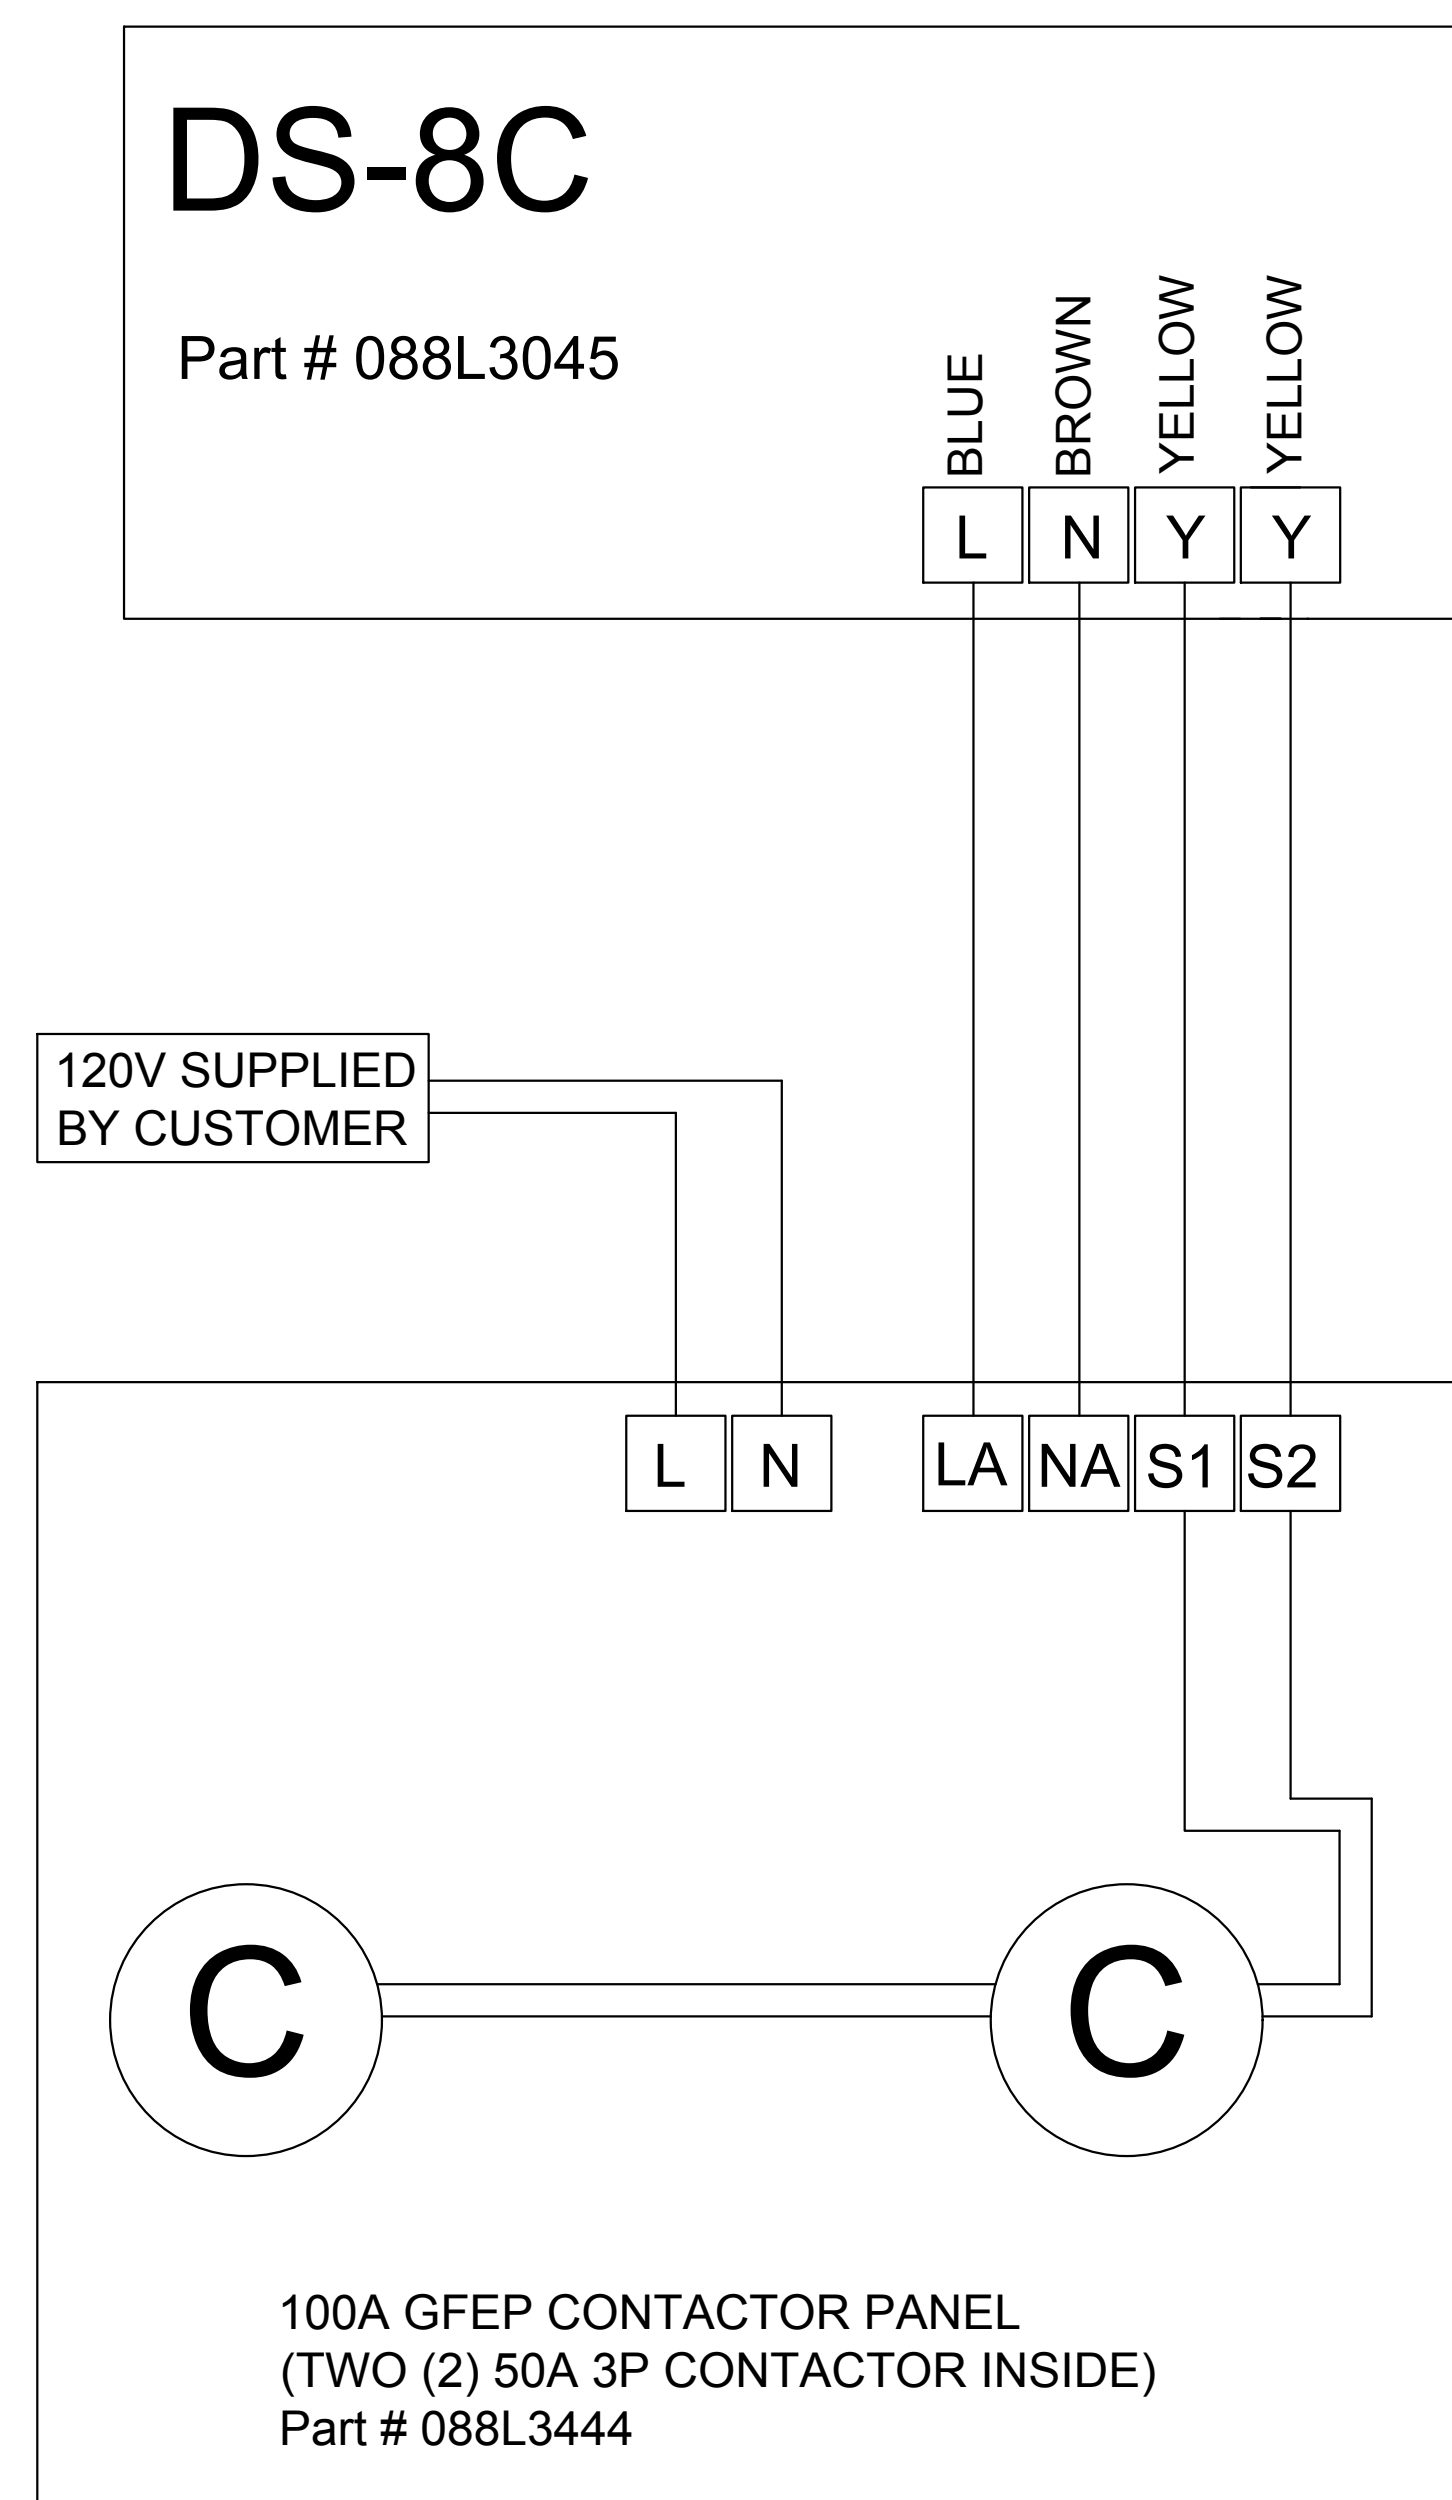 DS-8C
Part # 088L3045
BLUE
BROWN
YELLOW
YELLOW
L N Y Y
120V SUPPLIED
BY CUSTOMER
L N LA NA S1 S2
C C
100A GFEP CONTACTOR PANEL
(TWO (2) 50A 3P CONTACTOR INSIDE)
Part # 088L3444